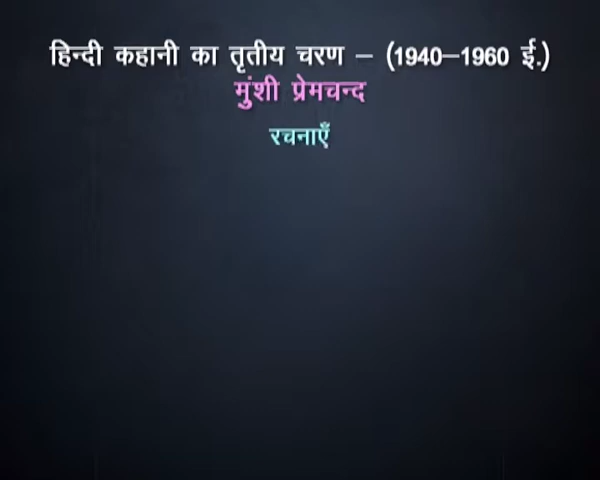 हिन्दी कहानी का तृतीय चरण – (1940–1960 ई.)
मुंशी प्रेमचन्द
रचनाएँ